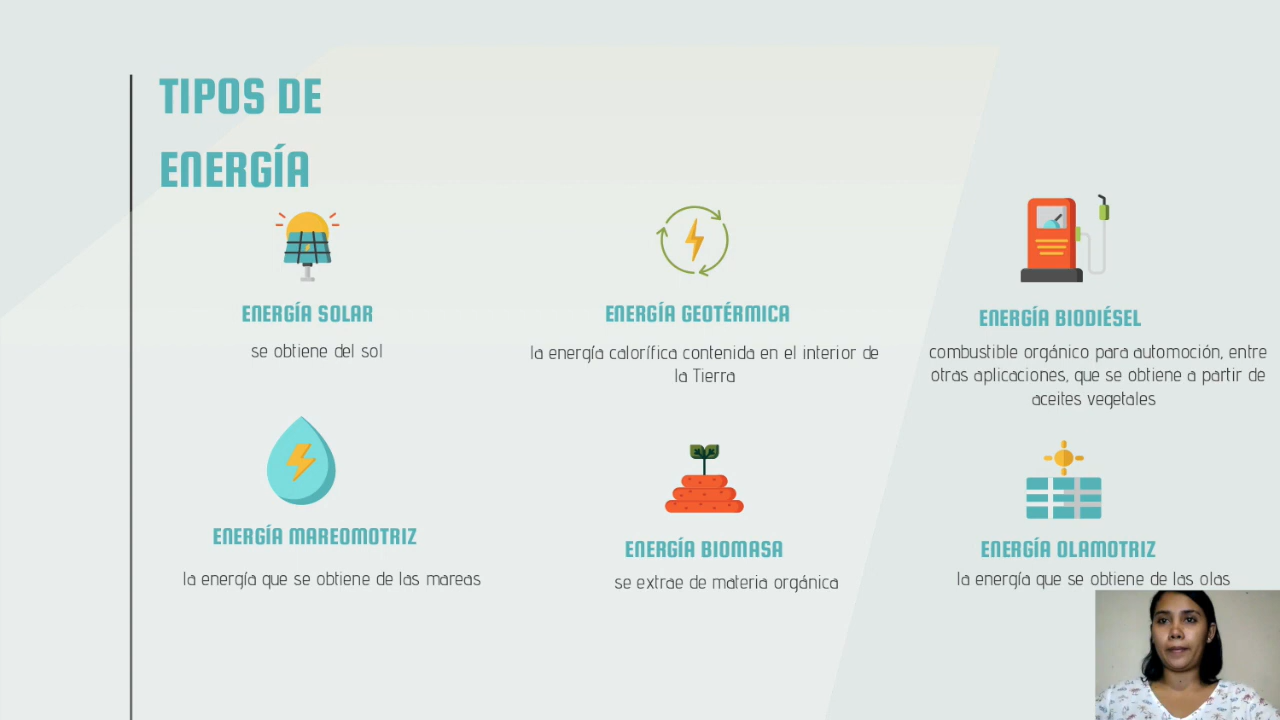 TIPOS DE
ENERGÍA
ENERGÍA SOLAR
se obtiene del sol
ENERGÍA GEOTÉRMICA
la energía calorífica contenida en el interior de
la Tierra
ENERGÍA BIODIÉSEL
combustible orgánico para automoción, entre
otras aplicaciones, que se obtiene a partir de
aceites vegetales
ENERGÍA MAREOMOTRIZ
la energía que se obtiene de las mareas
ENERGÍA BIOMASA
se extrae de materia orgánica
ENERGÍA OLAMOTRIZ
la energía que se obtiene de las olas